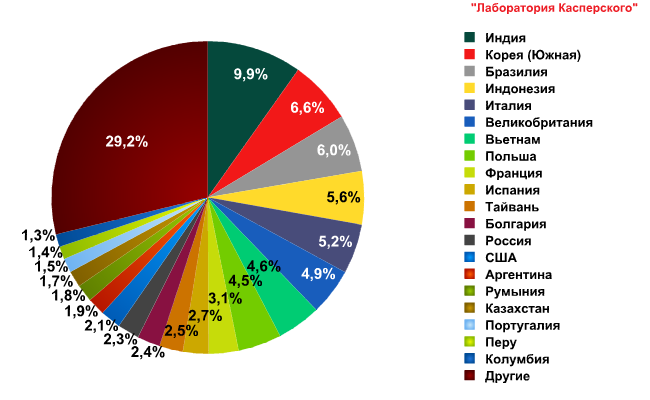 "Лаборатория Касперского"
Индия
Корея (Южная)
Бразилия
Индонезия
Италия
Великобритания
Вьетнам
Польша
Франция
Испания
Тайвань
Болгария
Россия
США
Аргентина
Румыния
Казахстан
Португалия
Перу
Колумбия
Другие
9,9%
6,6%
6,0%
5,6%
5,2%
4,9%
4,6%
4,5%
3,1%
2,7%
2,5%
2,4%
2,3%
2,1%
1,9%
1,8%
1,7%
1,5%
1,4%
1,3%
29,2%